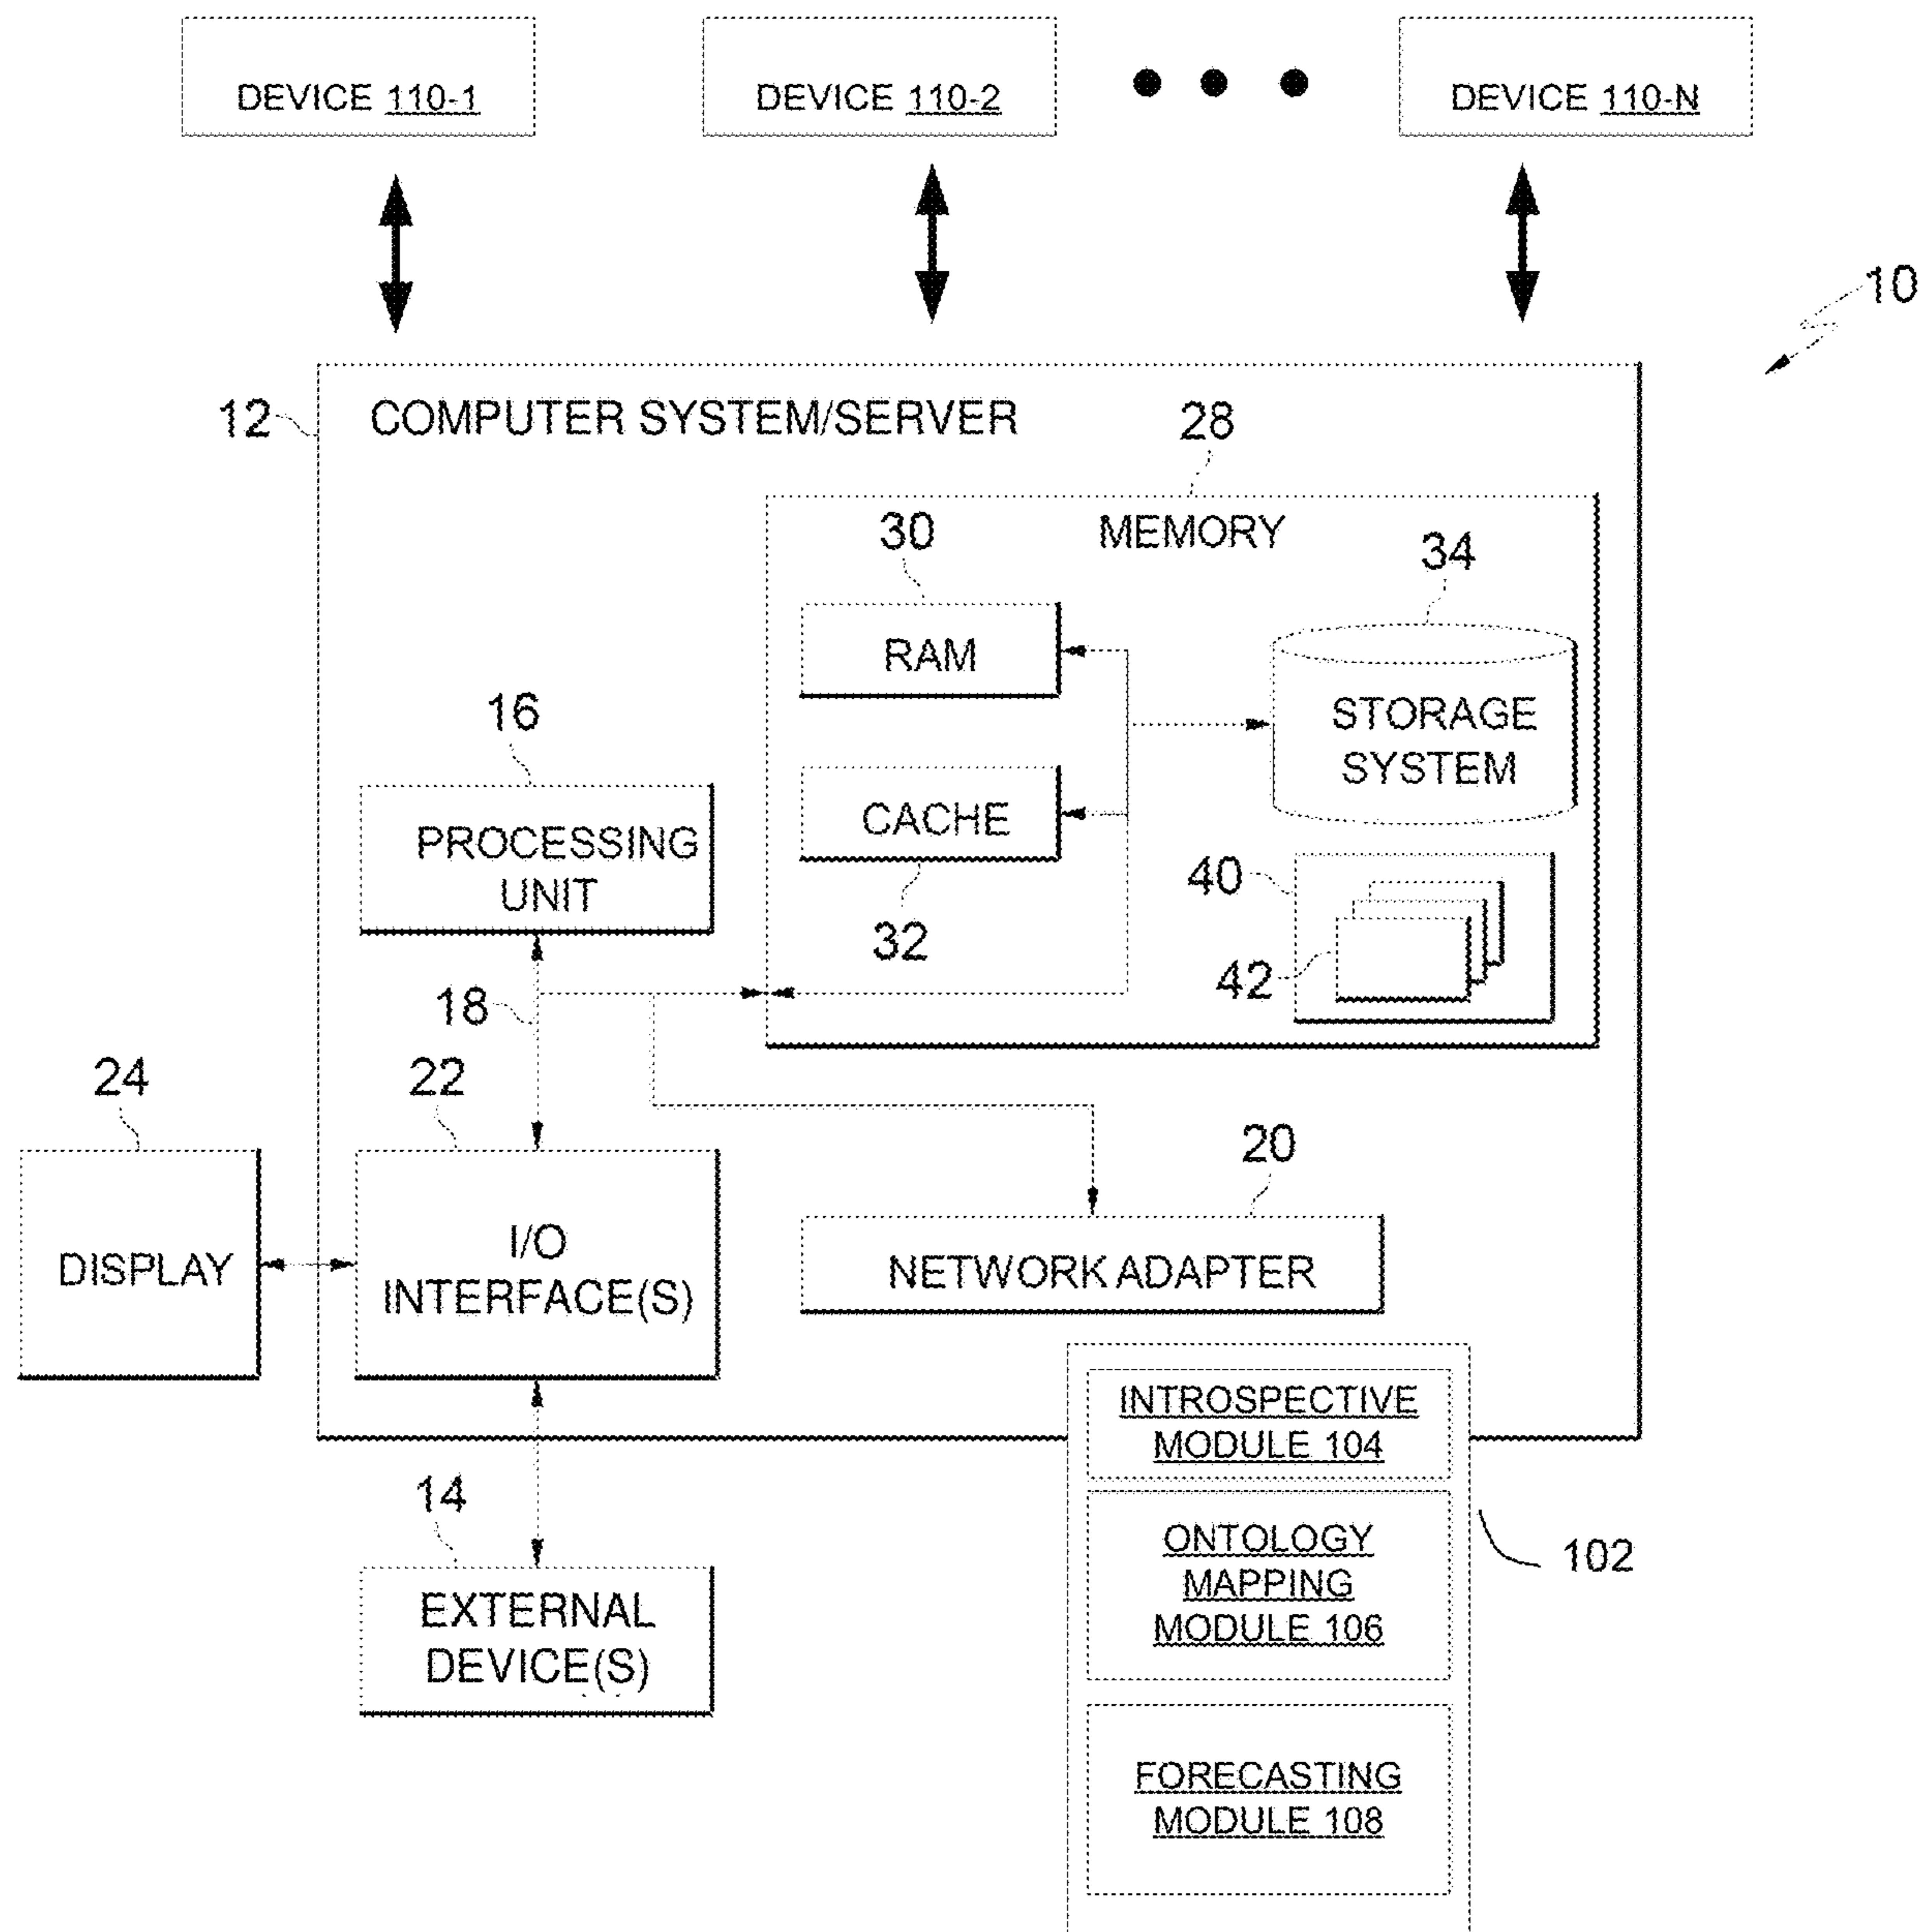 DEVICE 110-1
DEVICE 110-2
DEVICE 110-N
10
12
COMPUTER SYSTEM/SERVER
28
MEMORY
30
34
RAM
STORAGE
SYSTEM
16
CACHE
PROCESSING
UNIT
32
40
42
18
24
22
20
DISPLAY
I/O
INTERFACE(S)
NETWORK ADAPTER
INTROSPECTIVE
MODULE 104
14
ONTOLOGY
MAPPING
MODULE 106
102
EXTERNAL
DEVICE(S)
FORECASTING
MODULE 108